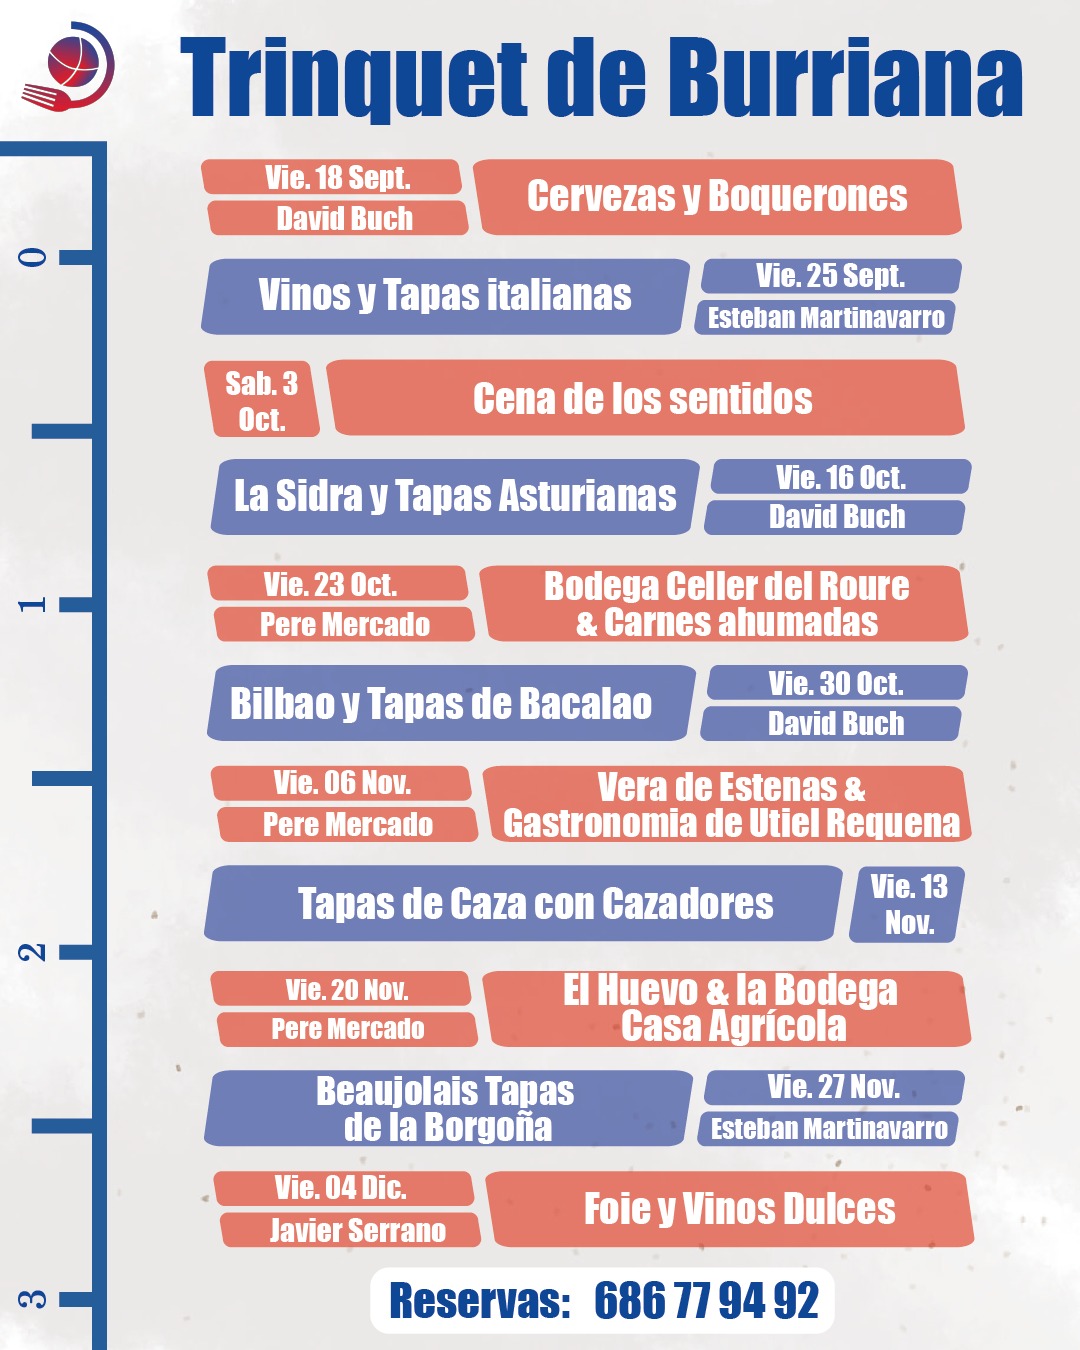 Trinquet de Burriana
Vie. 18 Sept.
David Buch
Cervezas y Boquerones
Vinos y Tapas italianas
Vie. 25 Sept.
Esteban Martinavarro
Sab. 3
Oct.
Cena de los sentidos
La Sidra y Tapas Asturianas
Vie. 16 Oct.
David Buch
Vie. 23 Oct.
Pere Mercado
Bodega Celler del Roure
& Carnes ahumadas
Bilbao y Tapas de Bacalao
Vie. 30 Oct.
David Buch
Vie. 06 Nov.
Pere Mercado
Vera de Estenas &
Gastronomia de Utiel Requena
Tapas de Caza con Cazadores
Vie. 13
Nov.
Vie. 20 Nov.
Pere Mercado
El Huevo & la Bodega
Casa Agrícola
Beaujolais Tapas
de la Borgoña
Vie. 27 Nov.
Esteban Martinavarro
Vie. 04 Dic.
Javier Serrano
Foie y Vinos Dulces
Reservas: 686 77 94 92
0
1
2
3